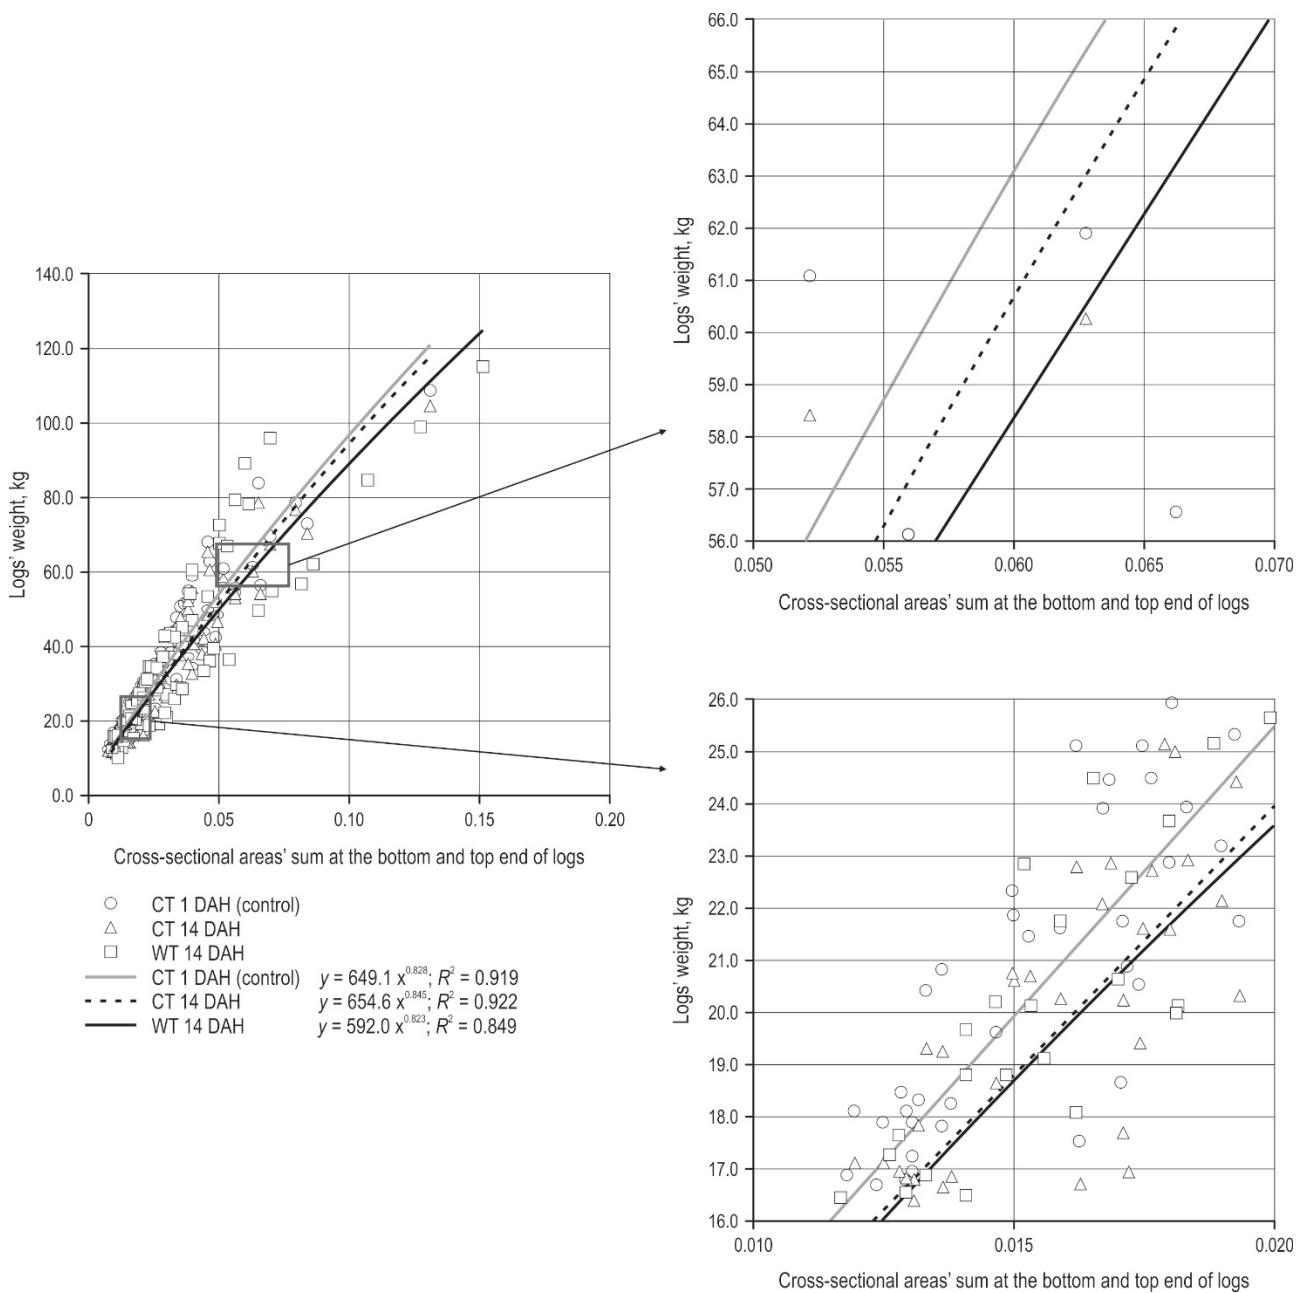 66.0
65.0
64.0
63.0
62.0
61.0
60.0
59.0
58.0
57.0
56.0
Logs' weight, kg
0.050 0.055 0.060 0.065 0.070
Cross-sectional areas' sum at the bottom and top end of logs
140.0
120.0
100.0
80.0
60.0
40.0
20.0
0.0
Logs' weight, kg
0 0.05 0.10 0.15 0.20
Cross-sectional areas' sum at the bottom and top end of logs
CT 1 DAH (control)
CT 14 DAH
WT 14 DAH
CT 1 DAH (control) y = 649.1 x^0.828; R² = 0.919
CT 14 DAH y = 654.6 x^0.845; R² = 0.922
WT 14 DAH y = 592.0 x^0.823; R² = 0.849
26.0
25.0
24.0
23.0
22.0
21.0
20.0
19.0
18.0
17.0
16.0
Logs' weight, kg
0.010 0.015 0.020
Cross-sectional areas' sum at the bottom and top end of logs